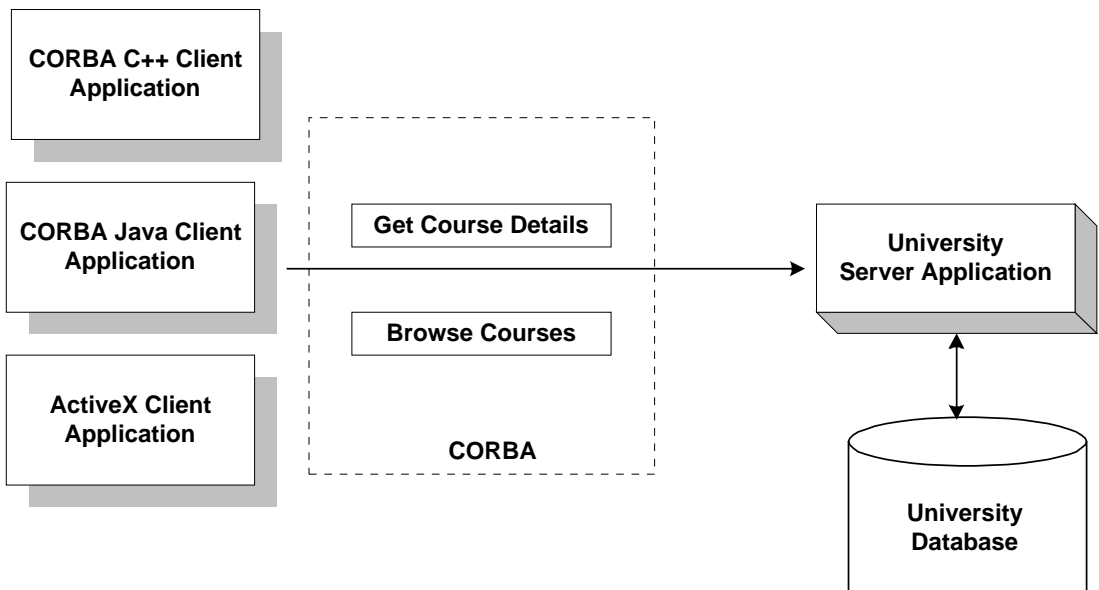 CORBA C++ Client
Application
CORBA Java Client
Application
ActiveX Client
Application
Get Course Details
Browse Courses
CORBA
University
Server Application
University
Database